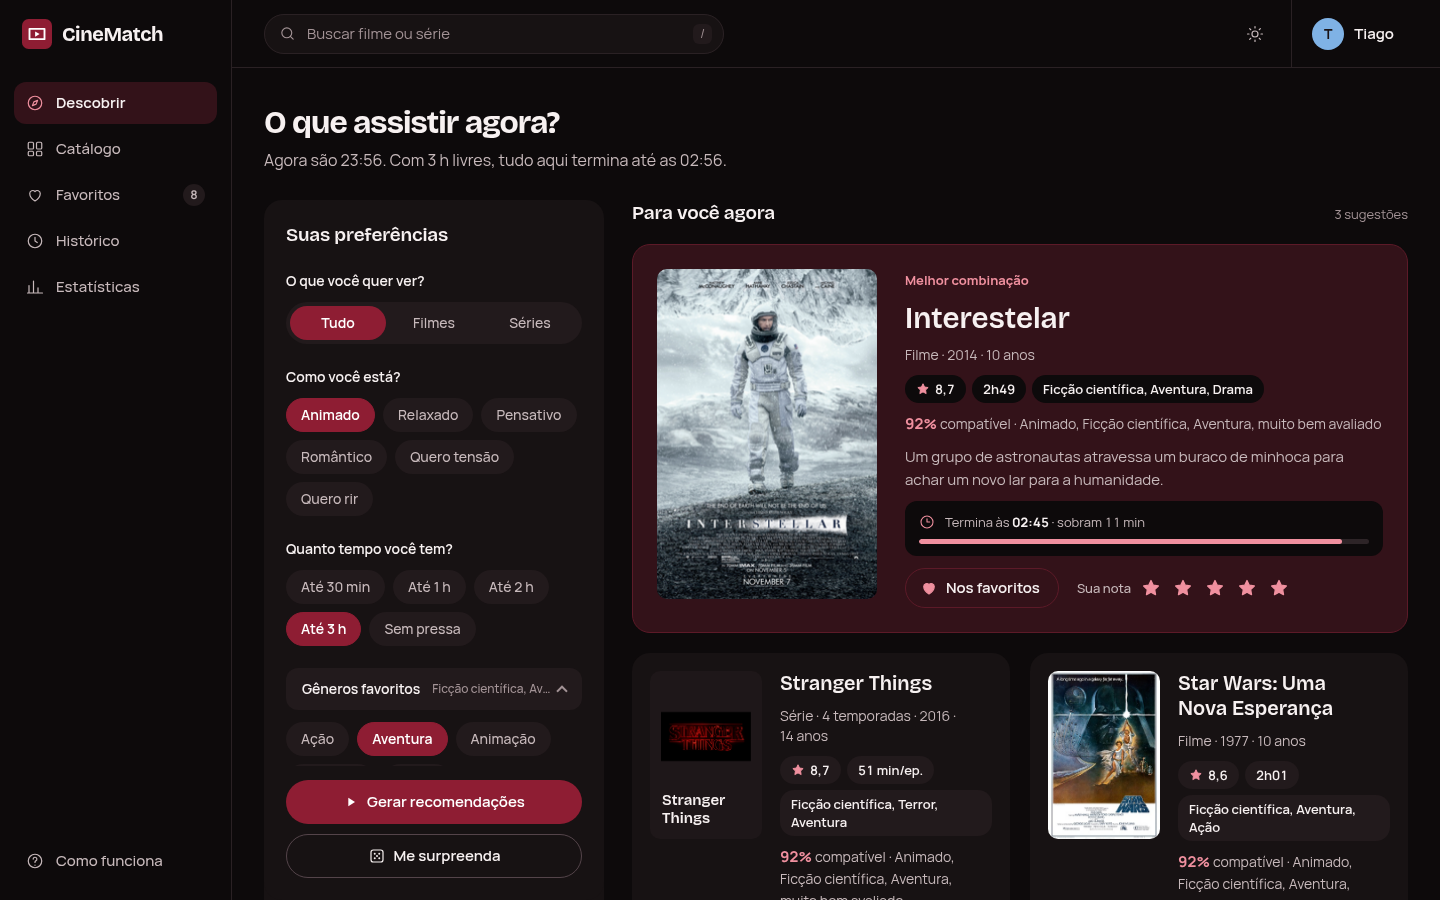 CineMatch
Buscar filme ou série
/
T
Tiago
Descobrir
Catálogo
Favoritos
8
Histórico
Estatísticas
Como funciona
O que assistir agora?
Agora são 23:56. Com 3 h livres, tudo aqui termina até as 02:56.
Suas preferências
O que você quer ver?
Tudo
Filmes
Séries
Como você está?
Animado
Relaxado
Pensativo
Romântico
Quero tensão
Quero rir
Quanto tempo você tem?
Até 30 min
Até 1 h
Até 2 h
Até 3 h
Sem pressa
Gêneros favoritos
Ficção científica, Av...
Ação
Aventura
Animação
Gerar recomendações
Me surpreenda
Para você agora
3 sugestões
INTERSTELLAR
NOVEMBER 7
Melhor combinação
Interestelar
Filme · 2014 · 10 anos
8,7
2h49
Ficção científica, Aventura, Drama
92% compatível · Animado, Ficção científica, Aventura, muito bem avaliado
Um grupo de astronautas atravessa um buraco de minhoca para
achar um novo lar para a humanidade.
Termina às 02:45 · sobram 11 min
Nos favoritos
Sua nota
STRANGER
THINGS
Stranger
Things
Stranger Things
Série · 4 temporadas · 2016 ·
14 anos
8,7
51 min/ep.
Ficção científica, Terror,
Aventura
92% compatível · Animado,
Ficção científica, Aventura,
muito bem avaliado
STAR
WARS
Star Wars: Uma
Nova Esperança
Filme · 1977 · 10 anos
8,6
2h01
Ficção científica, Aventura,
Ação
92% compatível · Animado,
Ficção científica, Aventura,